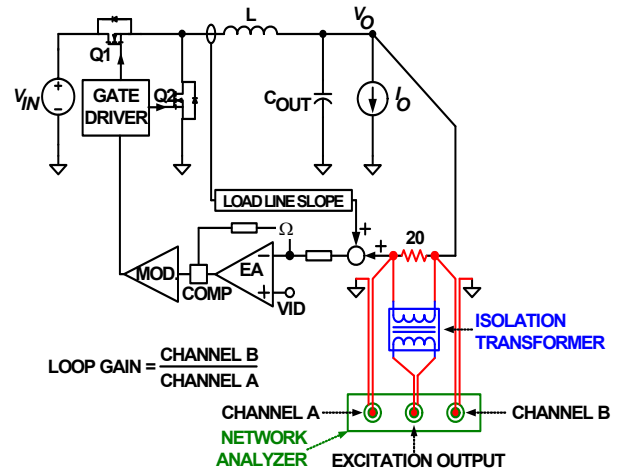 L
V_O
Q1
Q2
V_IN
+
−
GATE
DRIVER
C_OUT
I_O
LOAD LINE SLOPE
+
+
20
Ω
−
EA
+
MOD.
COMP
VID
ISOLATION
TRANSFORMER
LOOP GAIN = CHANNEL B
CHANNEL A
CHANNEL A
CHANNEL B
NETWORK
ANALYZER
EXCITATION OUTPUT